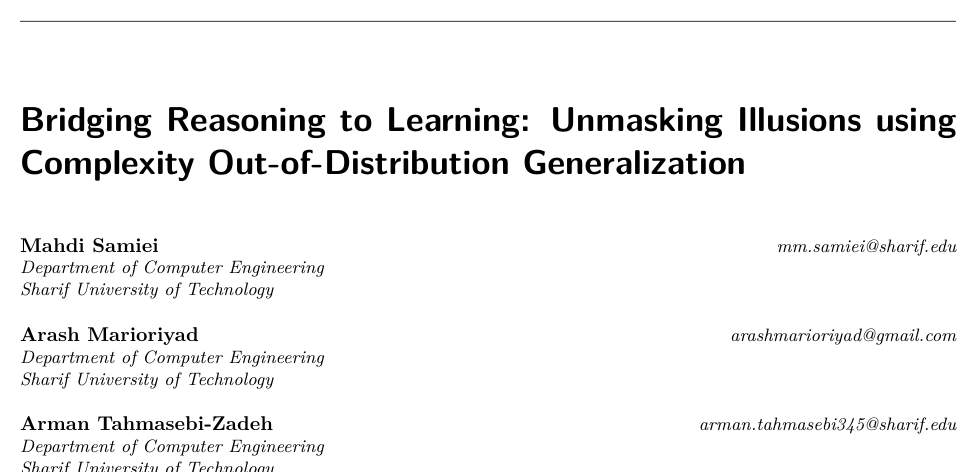 Bridging Reasoning to Learning: Unmasking Illusions using
Complexity Out-of-Distribution Generalization
Mahdi Samiei mm.samiei@sharif.edu
Department of Computer Engineering
Sharif University of Technology
Arash Marioriyad arashmarioriyad@gmail.com
Department of Computer Engineering
Sharif University of Technology
Arman Tahmasebi-Zadeh arman.tahmasebi345@sharif.edu
Department of Computer Engineering
Sharif University of Technology